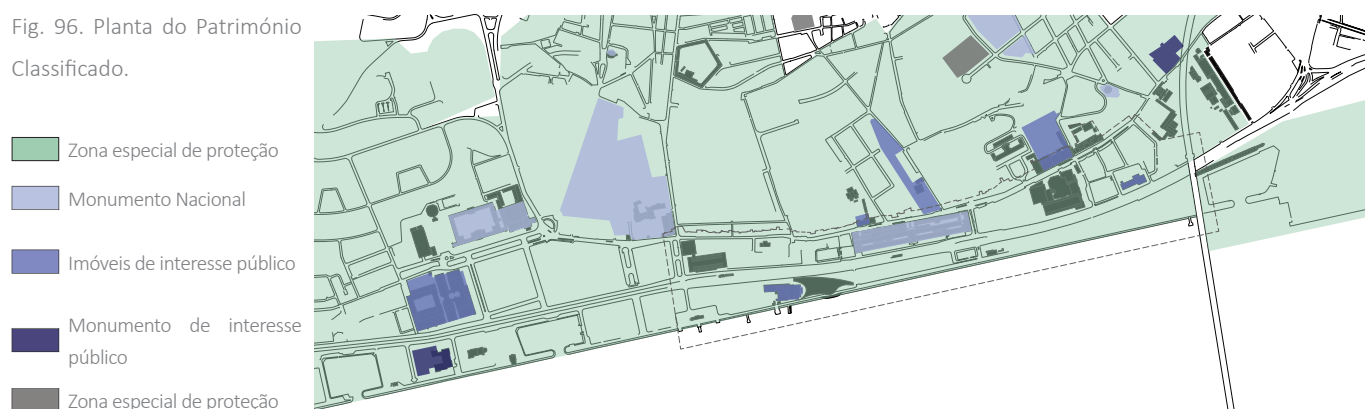 Fig. 96. Planta do Património
Classificado.
Zona especial de proteção
Monumento Nacional
Imóveis de interesse público
Monumento de interesse
público
Zona especial de proteção